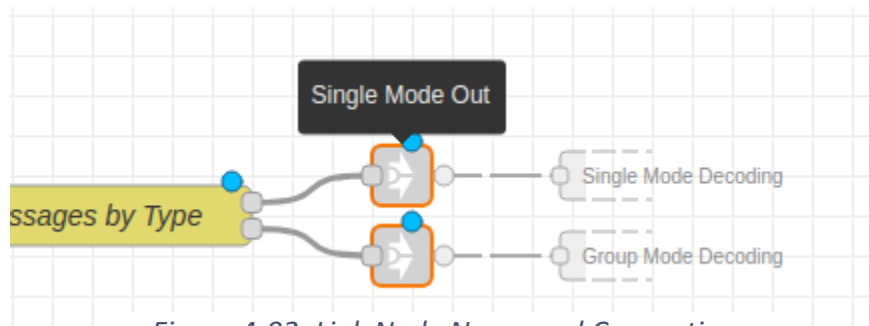 Single Mode Out
Single Mode Decoding
ssages by Type
Group Mode Decoding